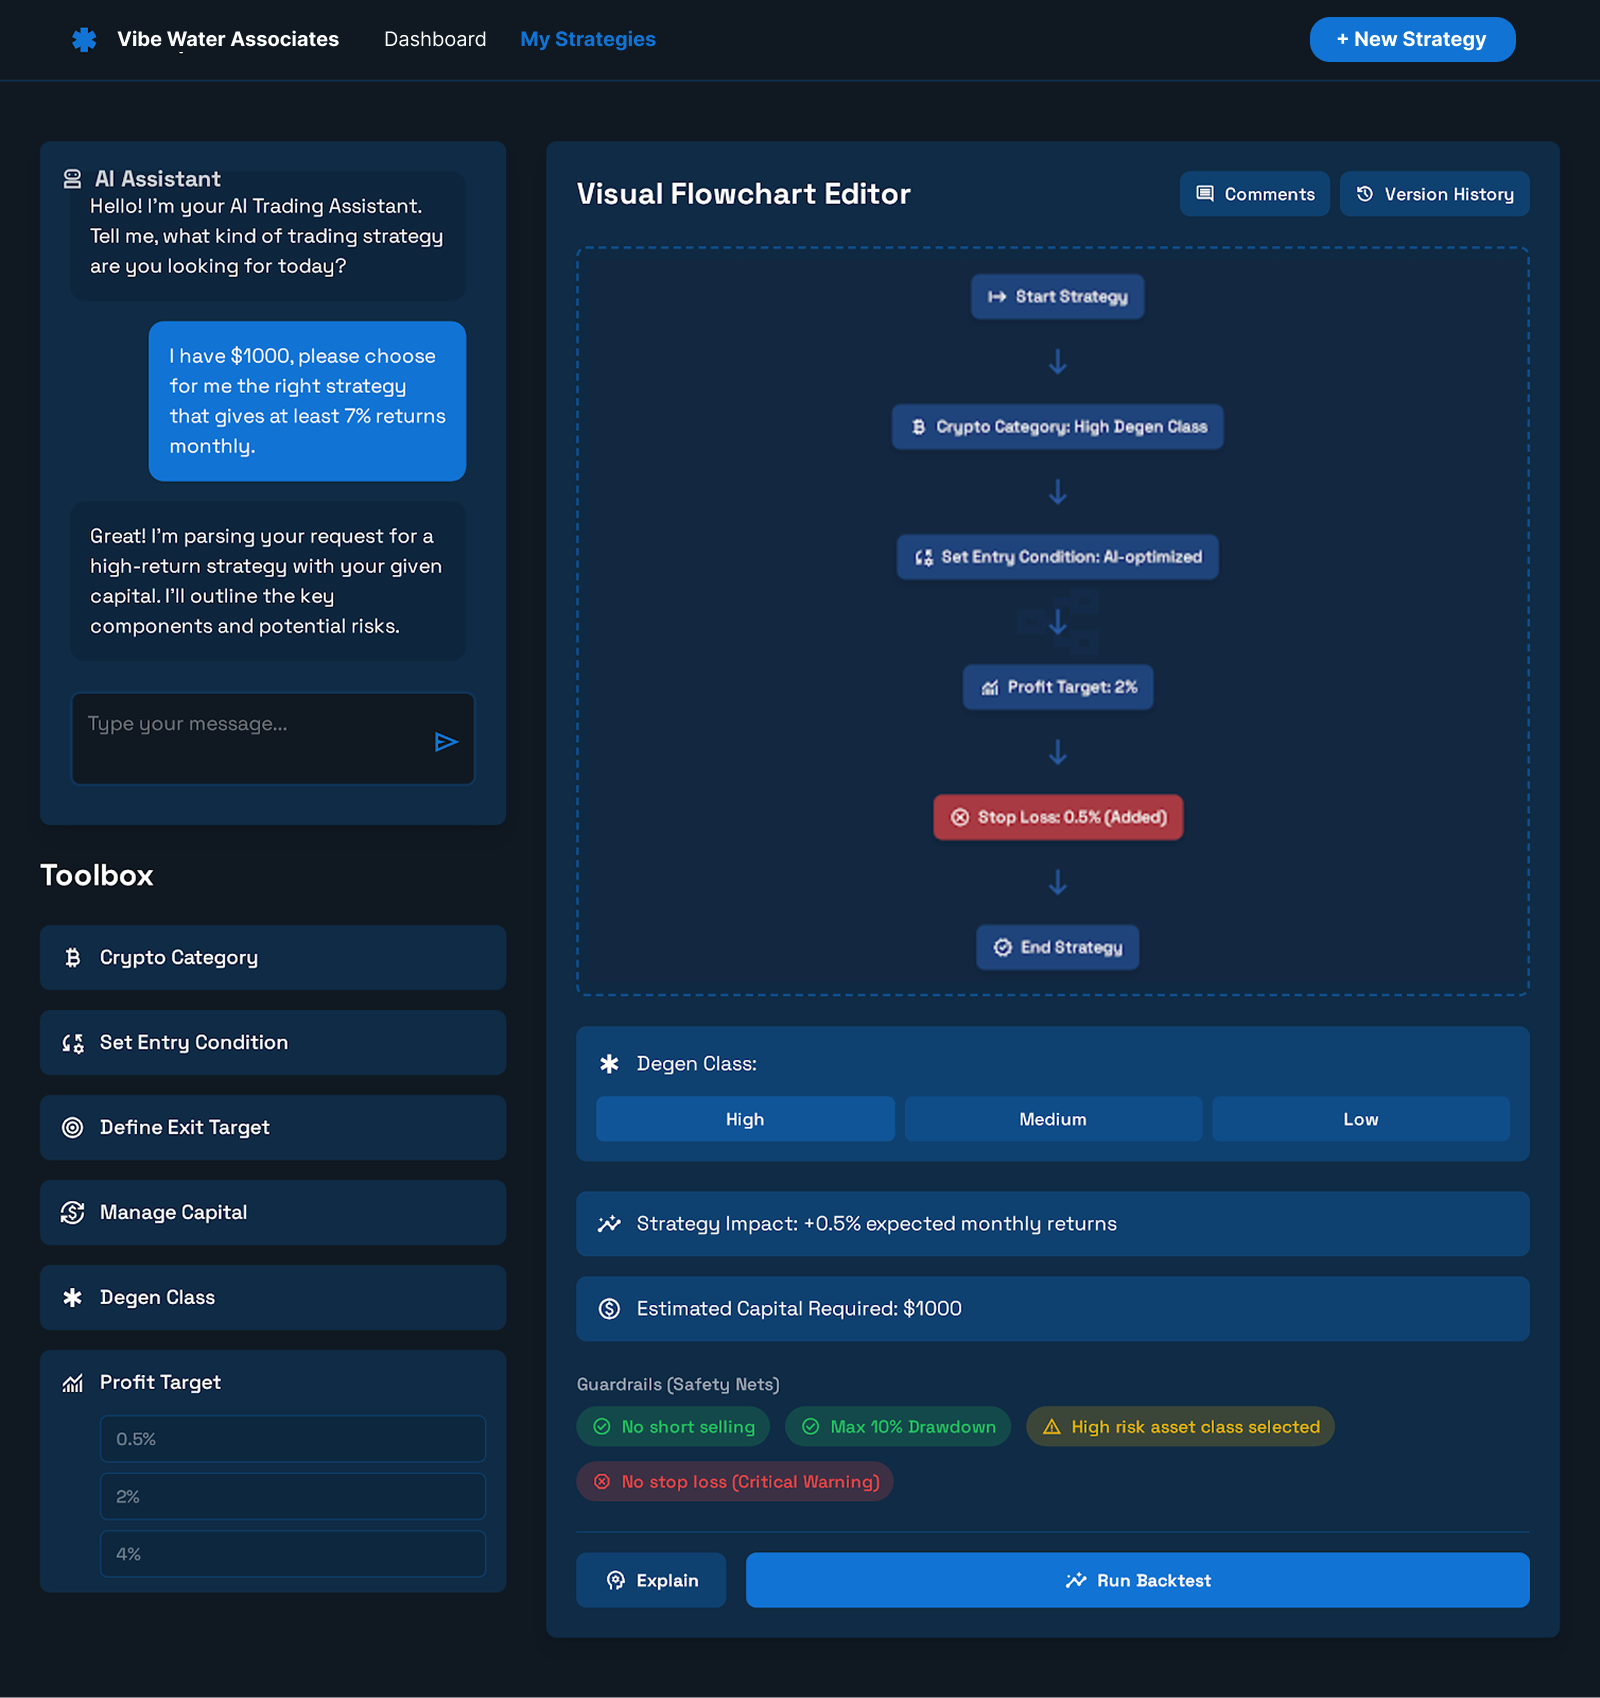 Vibe Water Associates
Dashboard
My Strategies
+ New Strategy
AI Assistant
Hello! I'm your AI Trading Assistant.
Tell me, what kind of trading strategy
are you looking for today?
I have $1000, please choose
for me the right strategy
that gives at least 7% returns
monthly.
Great! I'm parsing your request for a
high-return strategy with your given
capital. I'll outline the key
components and potential risks.
Type your message...
Toolbox
Crypto Category
Set Entry Condition
Define Exit Target
Manage Capital
Degen Class
Profit Target
0.5%
2%
4%
Visual Flowchart Editor
Comments
Version History
Start Strategy
Crypto Category: High Degen Class
Set Entry Condition: AI-optimized
Profit Target: 2%
Stop Loss: 0.5% (Added)
End Strategy
Degen Class:
High
Medium
Low
Strategy Impact: +0.5% expected monthly returns
Estimated Capital Required: $1000
Guardrails (Safety Nets)
No short selling
Max 10% Drawdown
High risk asset class selected
No stop loss (Critical Warning)
Explain
Run Backtest